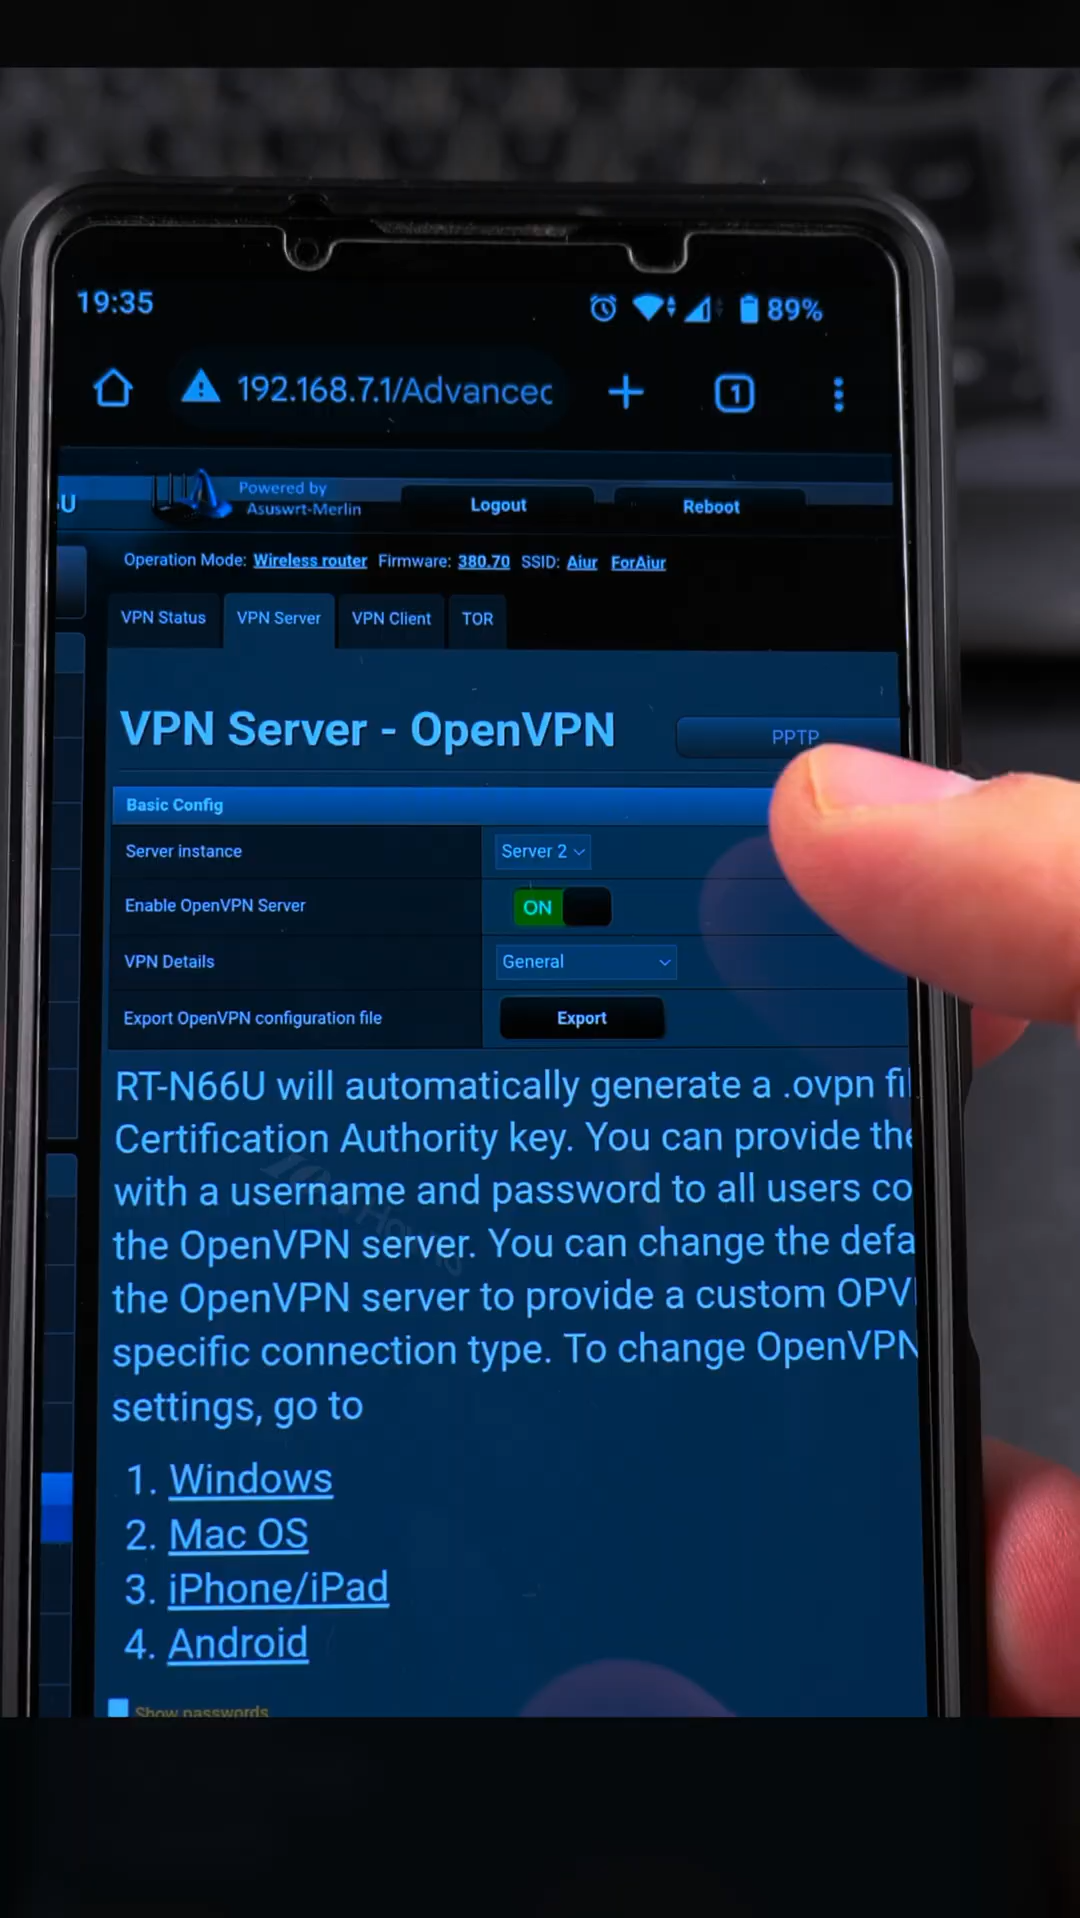 19:35
89%
192.168.7.1/Advanced
1
6U
Powered by
Asuswrt-Merlin
Logout
Reboot
Operation Mode: Wireless router Firmware: 380.70 SSID: Aiur ForAiur
VPN Status
VPN Server
VPN Client
TOR
VPN Server - OpenVPN
PPTP
Basic Config
Server instance
Server 2
Enable OpenVPN Server
ON
VPN Details
General
Export OpenVPN configuration file
Export
RT-N66U will automatically generate a .ovpn fil
Certification Authority key. You can provide the
with a username and password to all users co
the OpenVPN server. You can change the defa
the OpenVPN server to provide a custom OPV
specific connection type. To change OpenVPN
settings, go to
1. Windows
2. Mac OS
3. iPhone/iPad
4. Android
Show passwords